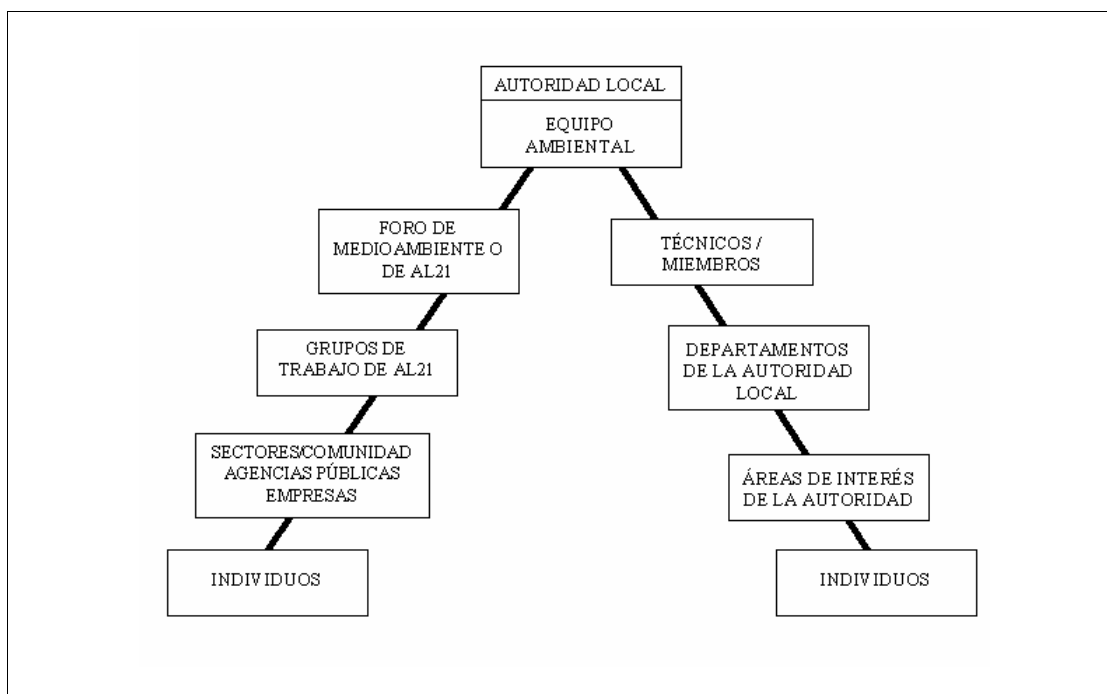 AUTORIDAD LOCAL
EQUIPO
AMBIENTAL
FORO DE
MEDIOAMBIENTE O
DE AL21
TÉCNICOS /
MIEMBROS
GRUPOS DE
TRABAJO DE AL21
DEPARTAMENTOS
DE LA AUTORIDAD
LOCAL
SECTORES/COMUNIDAD
AGENCIAS PÚBLICAS
EMPRESAS
ÁREAS DE INTERÉS
DE LA AUTORIDAD
INDIVIDUOS
INDIVIDUOS